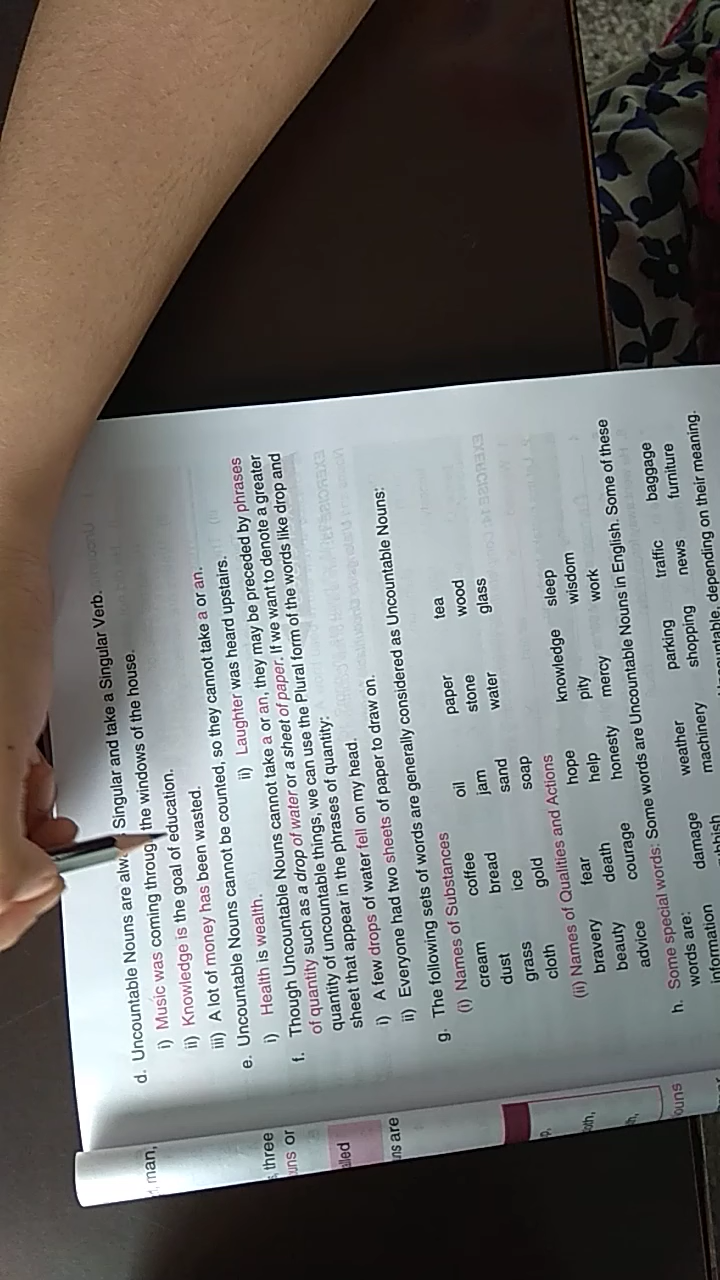 d. Uncountable Nouns are Singular and take a Singular Verb.
i) Music was coming through the windows of the house.
ii) Knowledge is the goal of education.
iii) A lot of money has been wasted.
e. Uncountable Nouns cannot be counted, so they cannot take a or an.
i) Health is wealth. ii) Laughter was heard upstairs.
f. Though Uncountable Nouns cannot take a or an, they may be preceded by phrases
of quantity such as a drop of water or a sheet of paper. If we want to denote a greater
quantity of uncountable things, we can use the Plural form of the words like drop and
sheet that appear in the phrases of quantity:
i) A few drops of water fell on my head.
ii) Everyone had two sheets of paper to draw on.
g. The following sets of words are generally considered as Uncountable Nouns:
(i) Names of Substances
cream coffee oil paper tea
dust bread jam stone wood
grass ice sand water glass
cloth gold soap
(ii) Names of Qualities and Actions
bravery fear hope knowledge sleep
beauty death help pity wisdom
advice courage honesty mercy work
h. Some special words: Some words are Uncountable Nouns in English. Some of these
words are:
damage weather parking traffic baggage
information machinery shopping news furniture
depending on their meaning.
man,
three
or
are